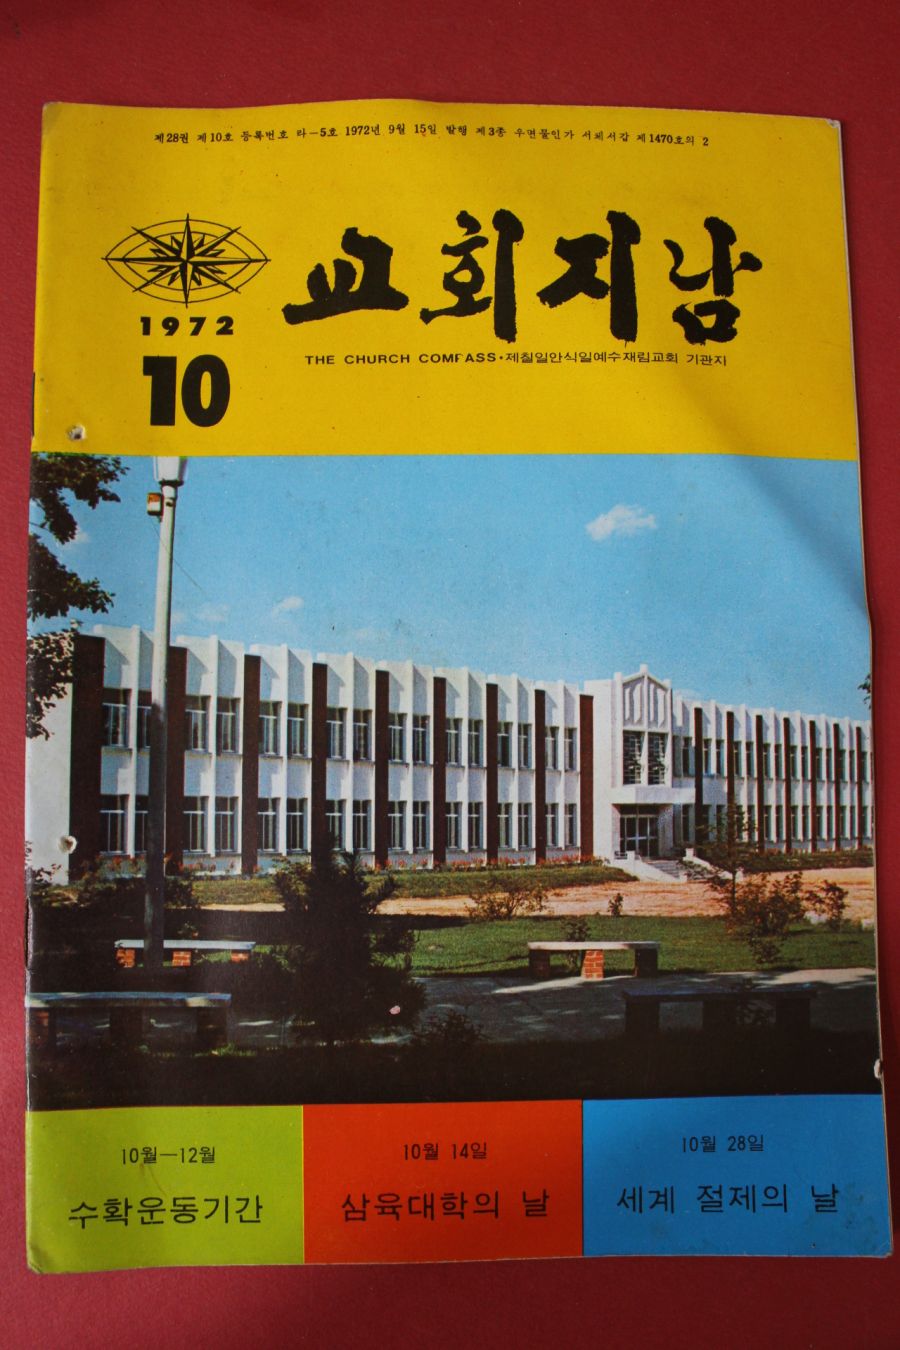 제28권 제10호 등록번호 라-5호 1972년 9월 15일 발행 제3종 우편물인가 서체서갑 제1470호의 2
교회지남
1972
THE CHURCH COMPASS·제칠일안식일예수재림교회 기관지
10
10월-12월
수확운동기간
10월 14일
삼육대학의 날
10월 28일
세계 절제의 날